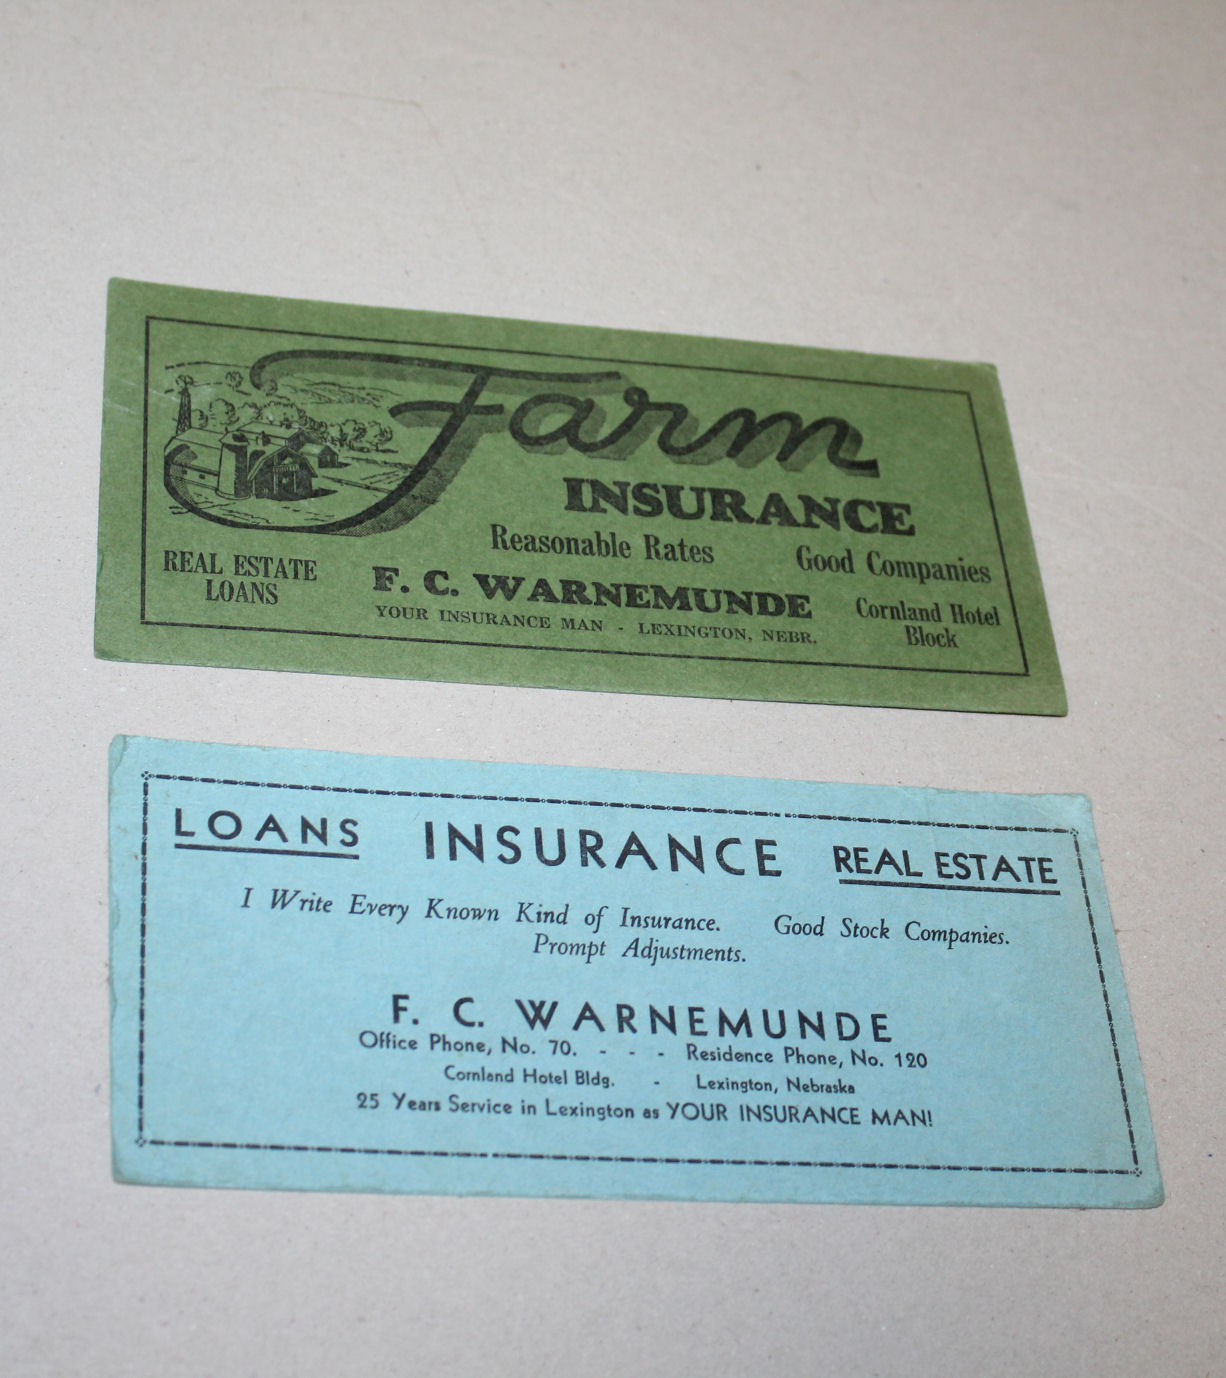 Farm
INSURANCE
Reasonable Rates Good Companies
REAL ESTATE
LOANS
F. C. WARNEMUNDE
YOUR INSURANCE MAN - LEXINGTON, NEBR.
Cornland Hotel
Block
LOANS INSURANCE REAL ESTATE
I Write Every Known Kind of Insurance. Good Stock Companies.
Prompt Adjustments.
F. C. WARNEMUNDE
Office Phone, No. 70. - - - Residence Phone, No. 120
Cornland Hotel Bldg. - Lexington, Nebraska
25 Years Service in Lexington as YOUR INSURANCE MAN!